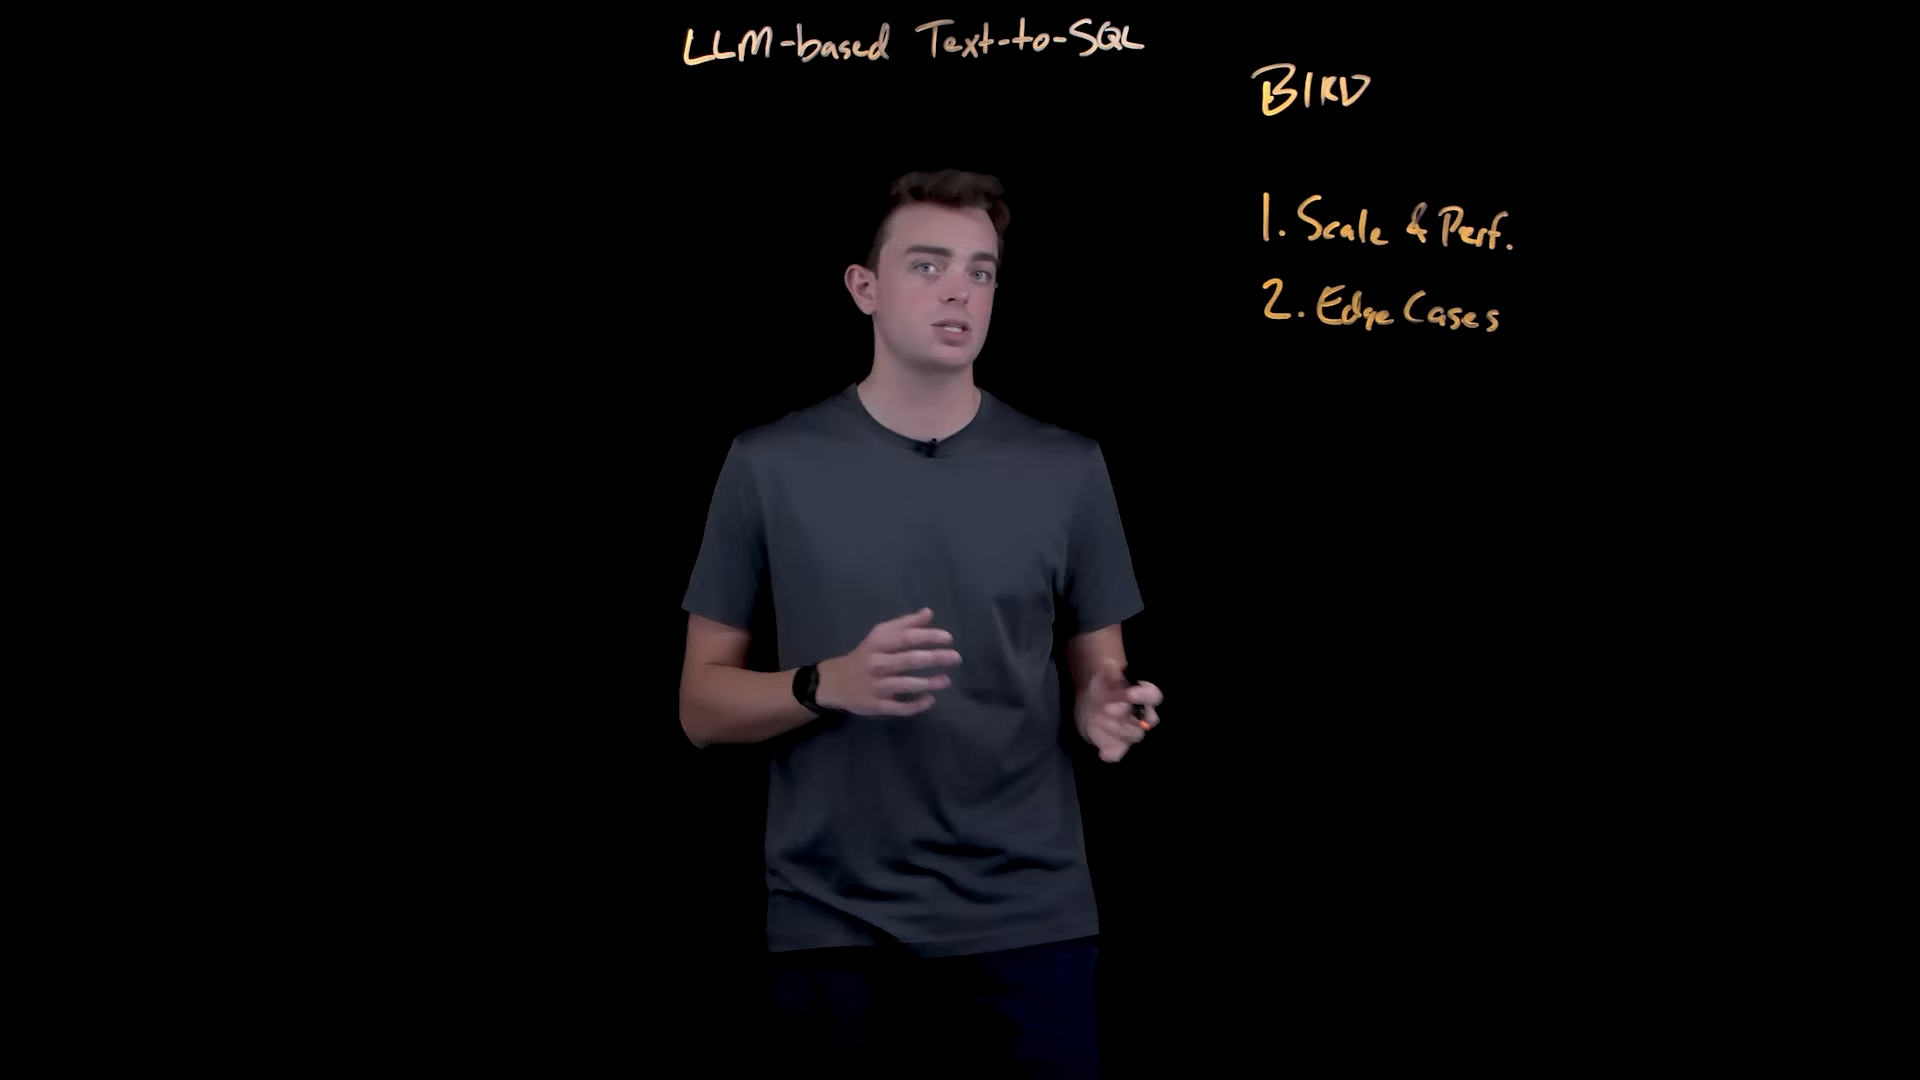 LLM-based Text-to-SQL
BIRD
1. Scale & Perf.
2. Edge Cases